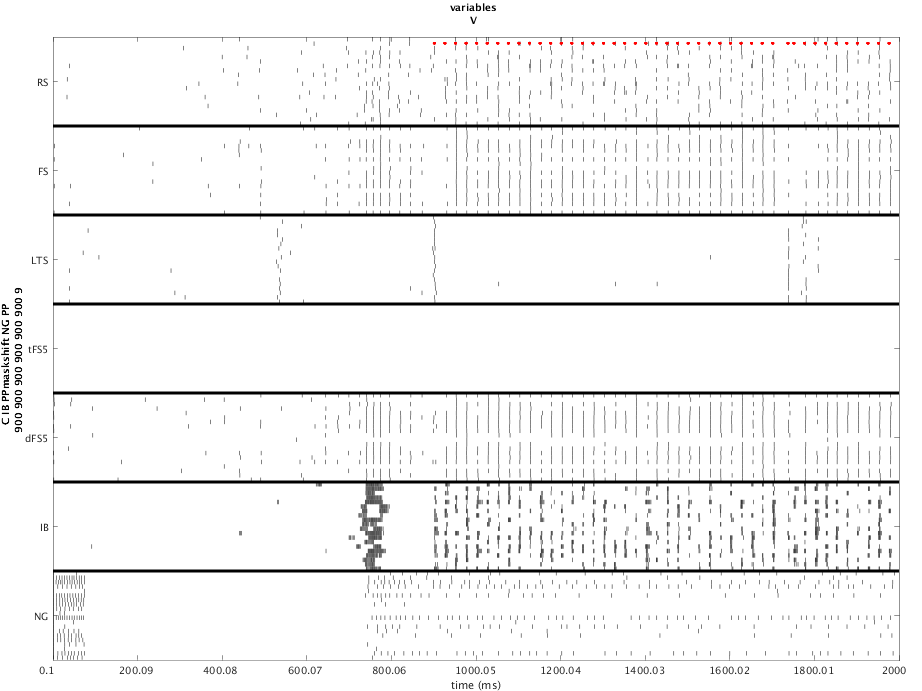 variables
V
RS
FS
LTS
tFS5
dFS5
IB
NG
C IB PPmaskshift NG PP
900 900 900 900 900 900 9
0.1 200.09 400.08 600.07 800.06 1000.05 1200.04 1400.03 1600.02 1800.01 2000
time (ms)